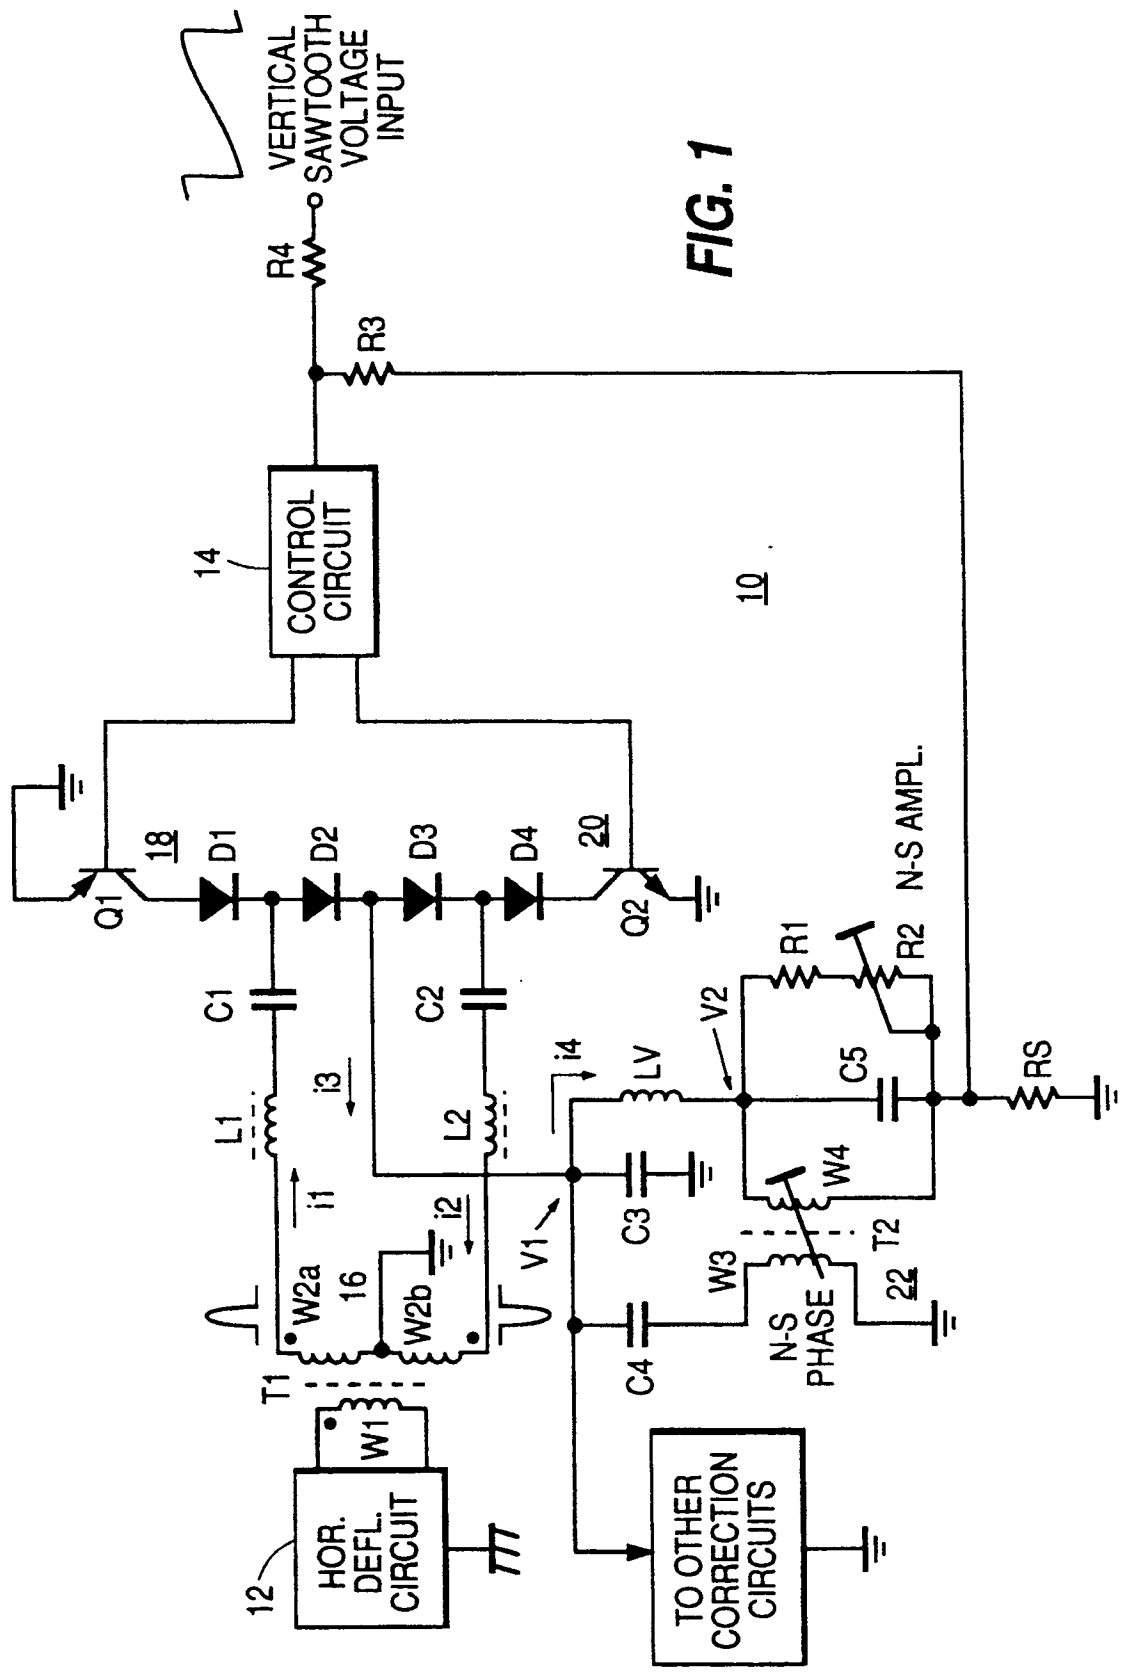 VERTICAL
SAWTOOTH
VOLTAGE
INPUT
R4
R3
FIG. 1
14
CONTROL
CIRCUIT
10
Q1
18
D1
D2
D3
D4
20
Q2
C1
C2
L1
L2
i1
i2
i3
i4
T1
W1
W2a
16
W2b
12
HOR.
DEFL.
CIRCUIT
V1
C3
C4
LV
V2
R1
R2
N-S AMPL.
C5
RS
W3
W4
T2
22
N-S
PHASE
TO OTHER
CORRECTION
CIRCUITS